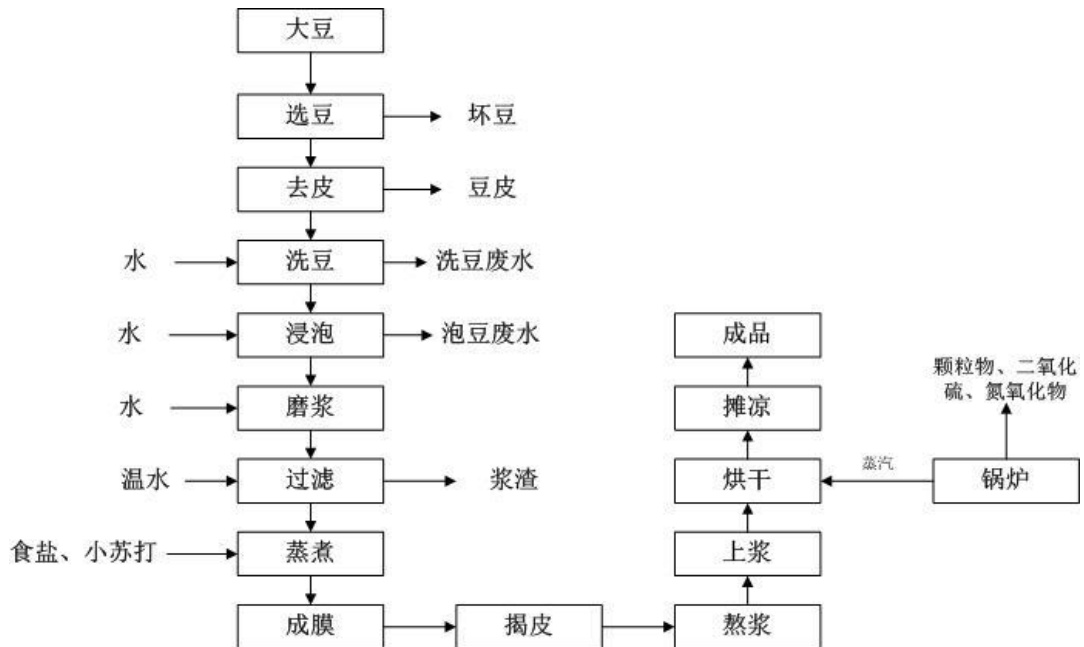 大豆
选豆
坏豆
去皮
豆皮
水
洗豆
洗豆废水
水
浸泡
泡豆废水
水
磨浆
温水
过滤
浆渣
食盐、小苏打
蒸煮
成膜
揭皮
熬浆
上浆
烘干
蒸汽
锅炉
颗粒物、二氧化
硫、氮氧化物
摊凉
成品